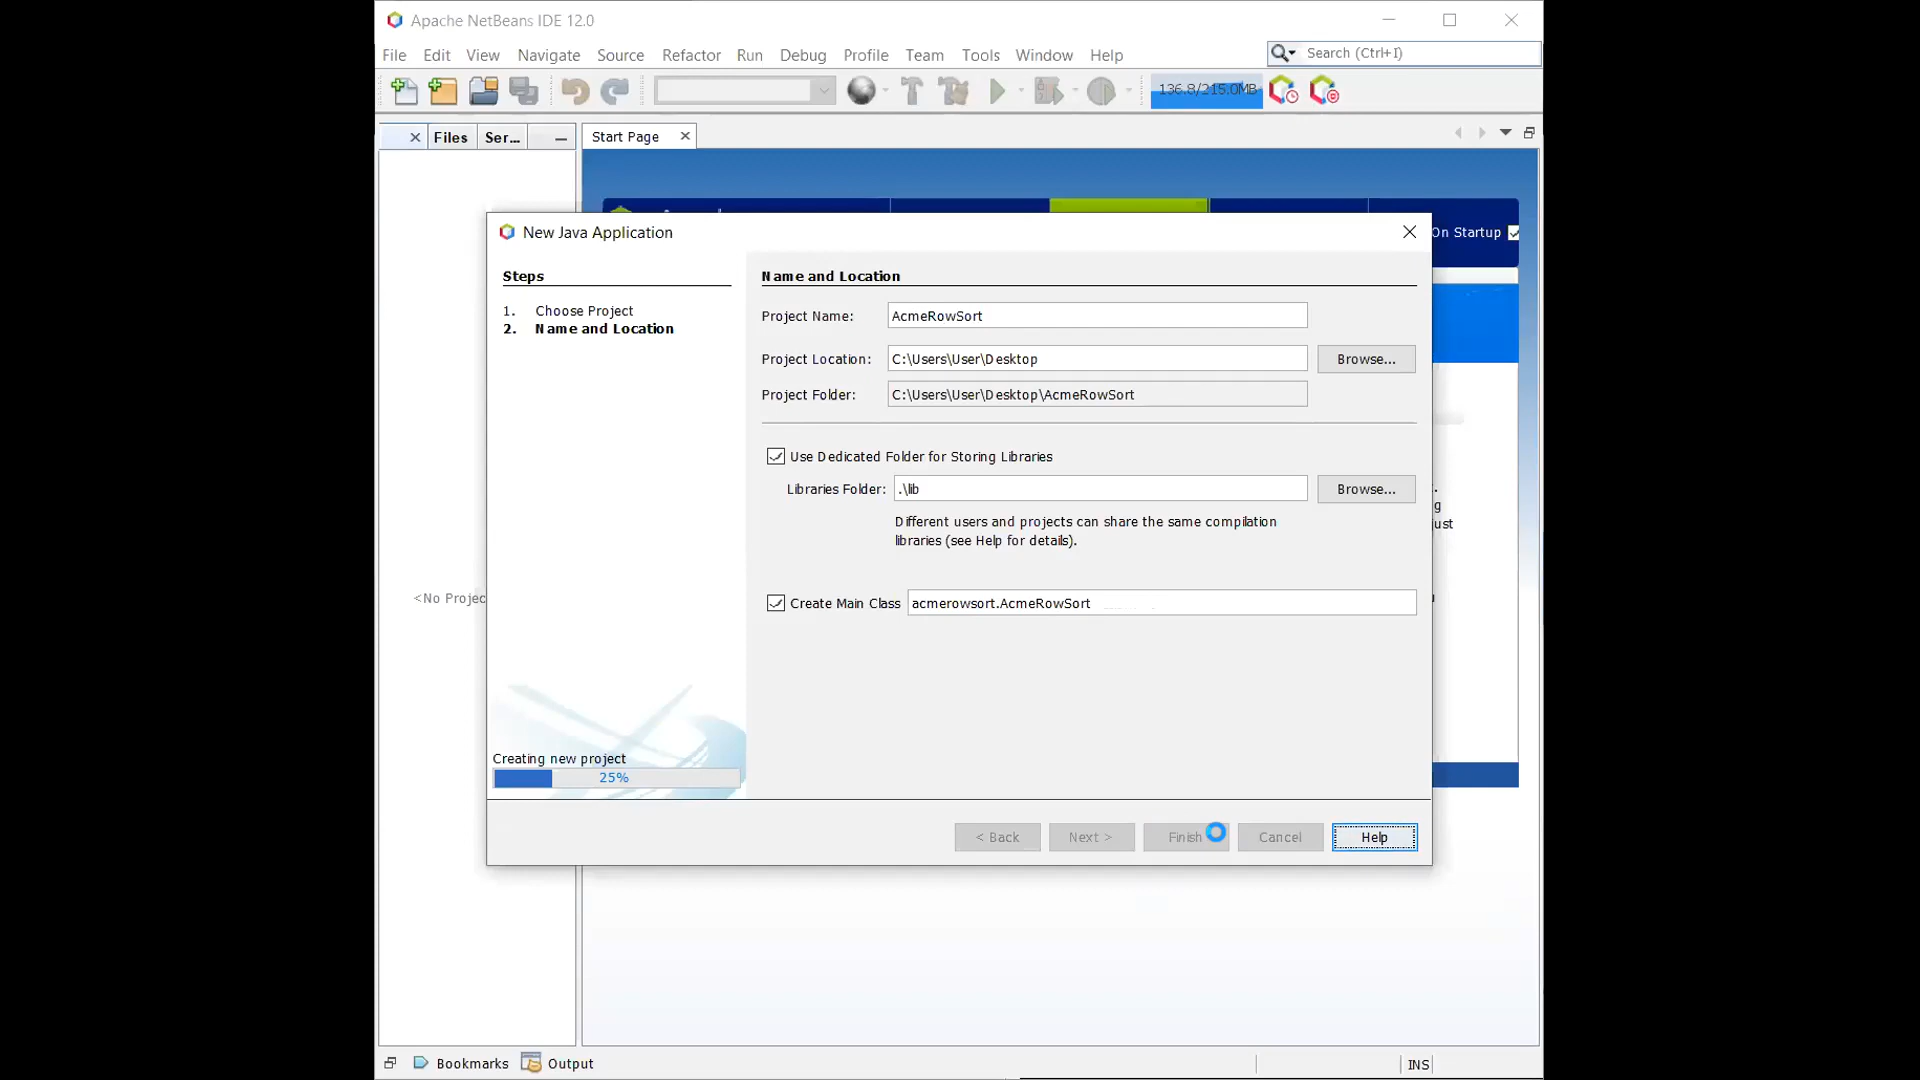 Apache NetBeans IDE 12.0
File Edit View Navigate Source Refactor Run Debug Profile Team Tools Window Help
Search (Ctrl+I)
136.8/215.0MB
Files Ser...
Start Page
On Startup
New Java Application
Steps
1. Choose Project
2. Name and Location
Name and Location
Project Name: AcmeRowSort
Project Location: C:\Users\User\Desktop Browse...
Project Folder: C:\Users\User\Desktop\AcmeRowSort
Use Dedicated Folder for Storing Libraries
Libraries Folder: .\lib Browse...
Different users and projects can share the same compilation
libraries (see Help for details).
Create Main Class acmerowsort.AcmeRowSort
<No Projec
Creating new project
25%
< Back Next > Finish Cancel Help
Bookmarks Output
INS